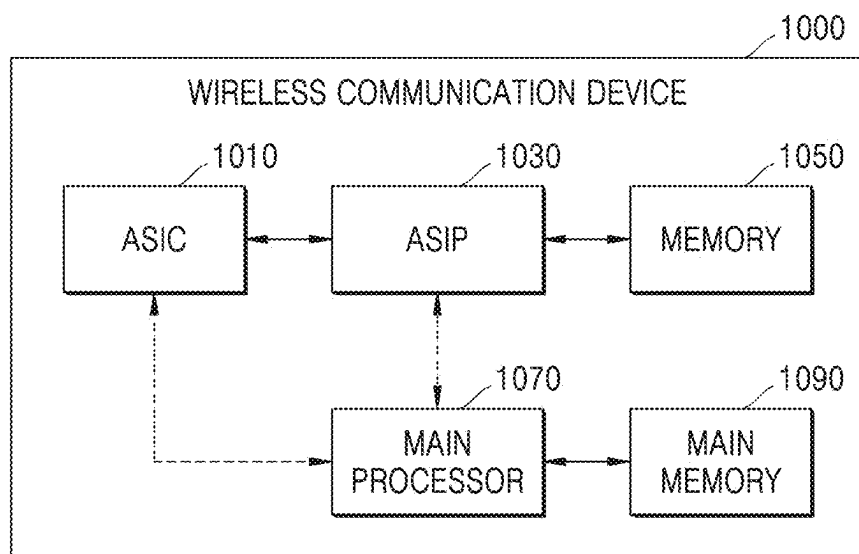 1000
WIRELESS COMMUNICATION DEVICE
1010
1030
1050
ASIC
ASIP
MEMORY
1070
1090
MAIN
PROCESSOR
MAIN
MEMORY